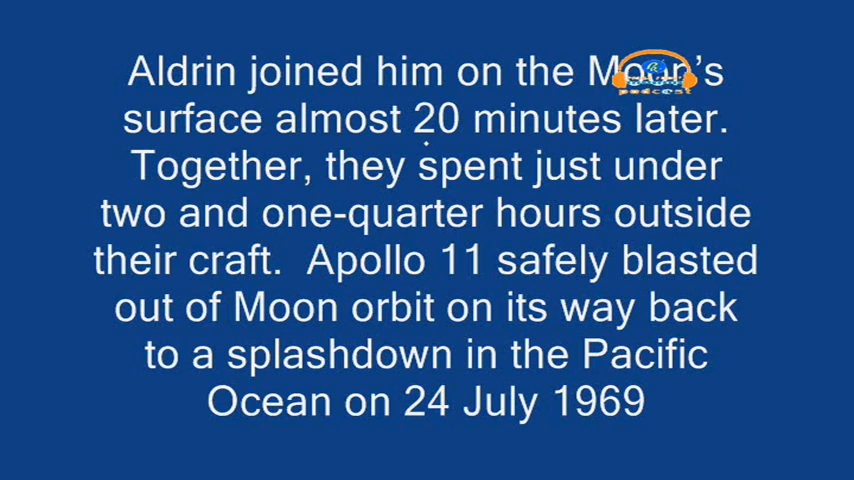 Aldrin joined him on the Moon’s
surface almost 20 minutes later.
Together, they spent just under
two and one-quarter hours outside
their craft.  Apollo 11 safely blasted
out of Moon orbit on its way back
to a splashdown in the Pacific
Ocean on 24 July 1969
podcast